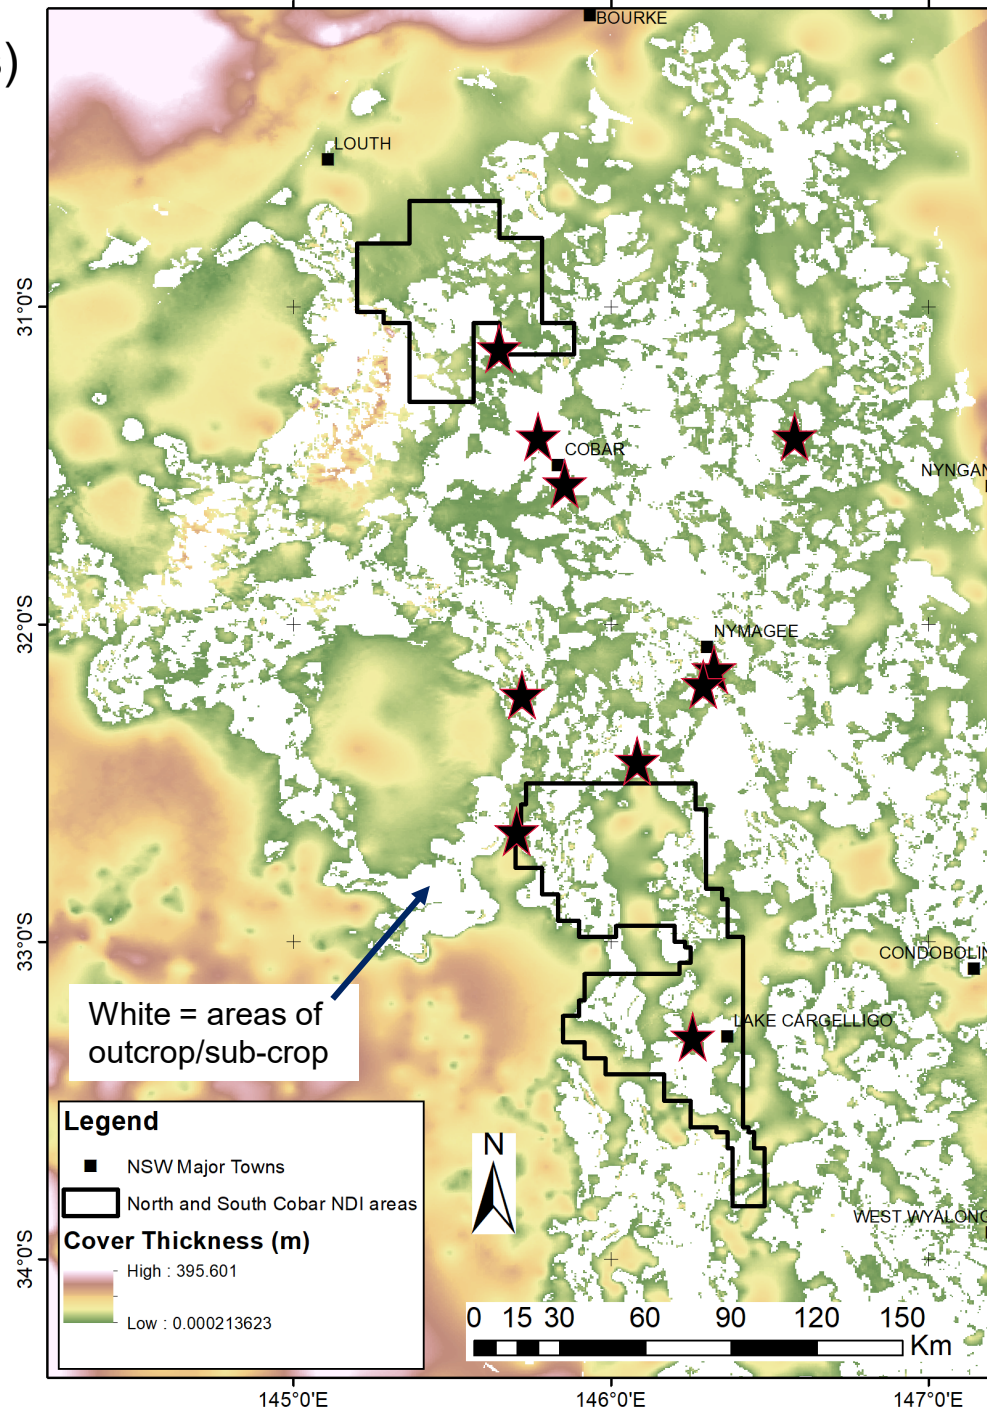 BOURKE
s)
LOUTH
31°0'S
COBAR
NYNGAN
32°0'S
NYMAGEE
33°0'S
CONDOBOLIN
White = areas of
outcrop/sub-crop
LAKE CARGELLIGO
Legend
NSW Major Towns
North and South Cobar NDI areas
Cover Thickness (m)
High : 395.601
Low : 0.000213623
N
WEST WYALONG
34°0'S
0 15 30 60 90 120 150
Km
145°0'E 146°0'E 147°0'E